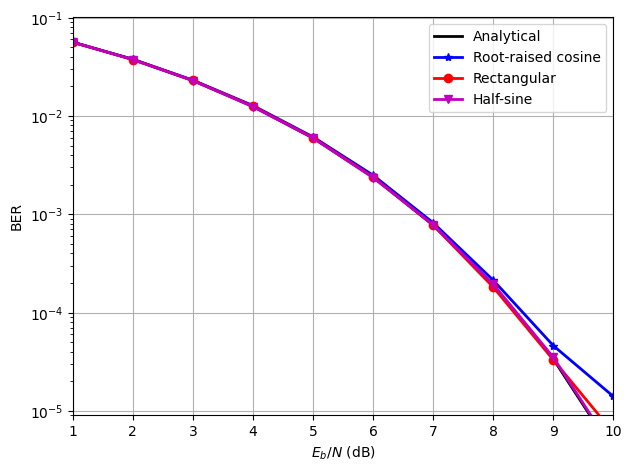 10⁻¹
10⁻²
10⁻³
10⁻⁴
10⁻⁵
BER
Analytical
Root-raised cosine
Rectangular
Half-sine
1 2 3 4 5 6 7 8 9 10
E_b/N (dB)